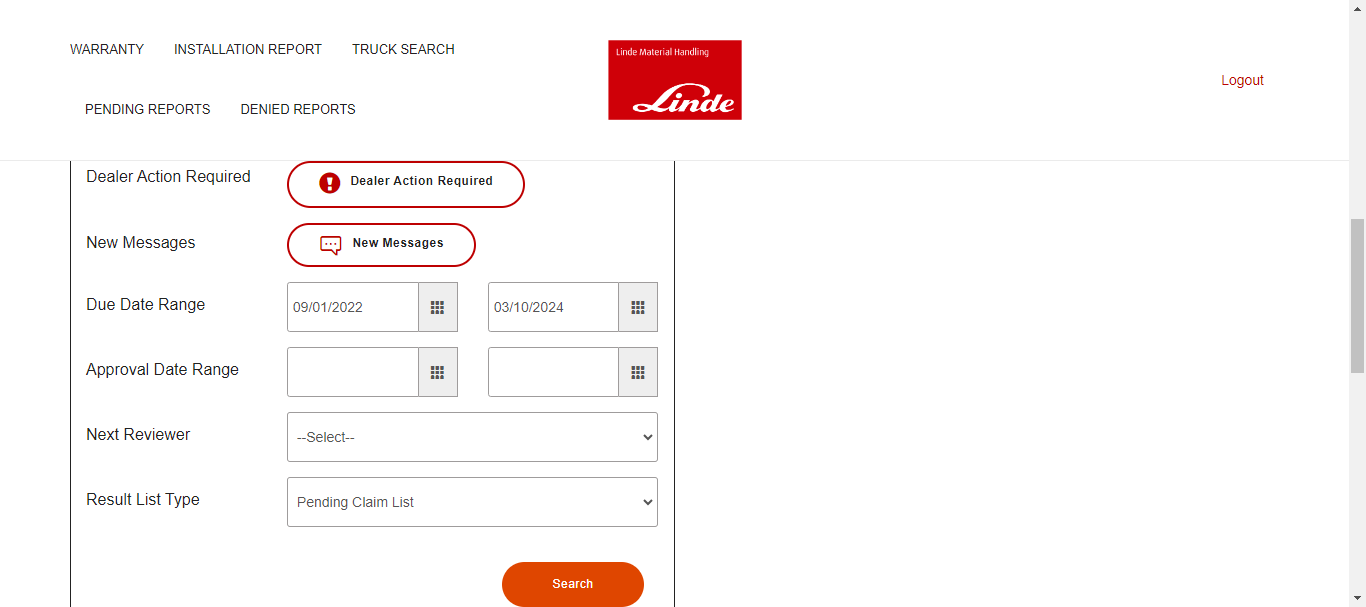 WARRANTY INSTALLATION REPORT TRUCK SEARCH
PENDING REPORTS DENIED REPORTS
Linde Material Handling
Linde
Logout
Dealer Action Required Dealer Action Required
New Messages New Messages
Due Date Range 09/01/2022 03/10/2024
Approval Date Range
Next Reviewer --Select--
Result List Type Pending Claim List
Search